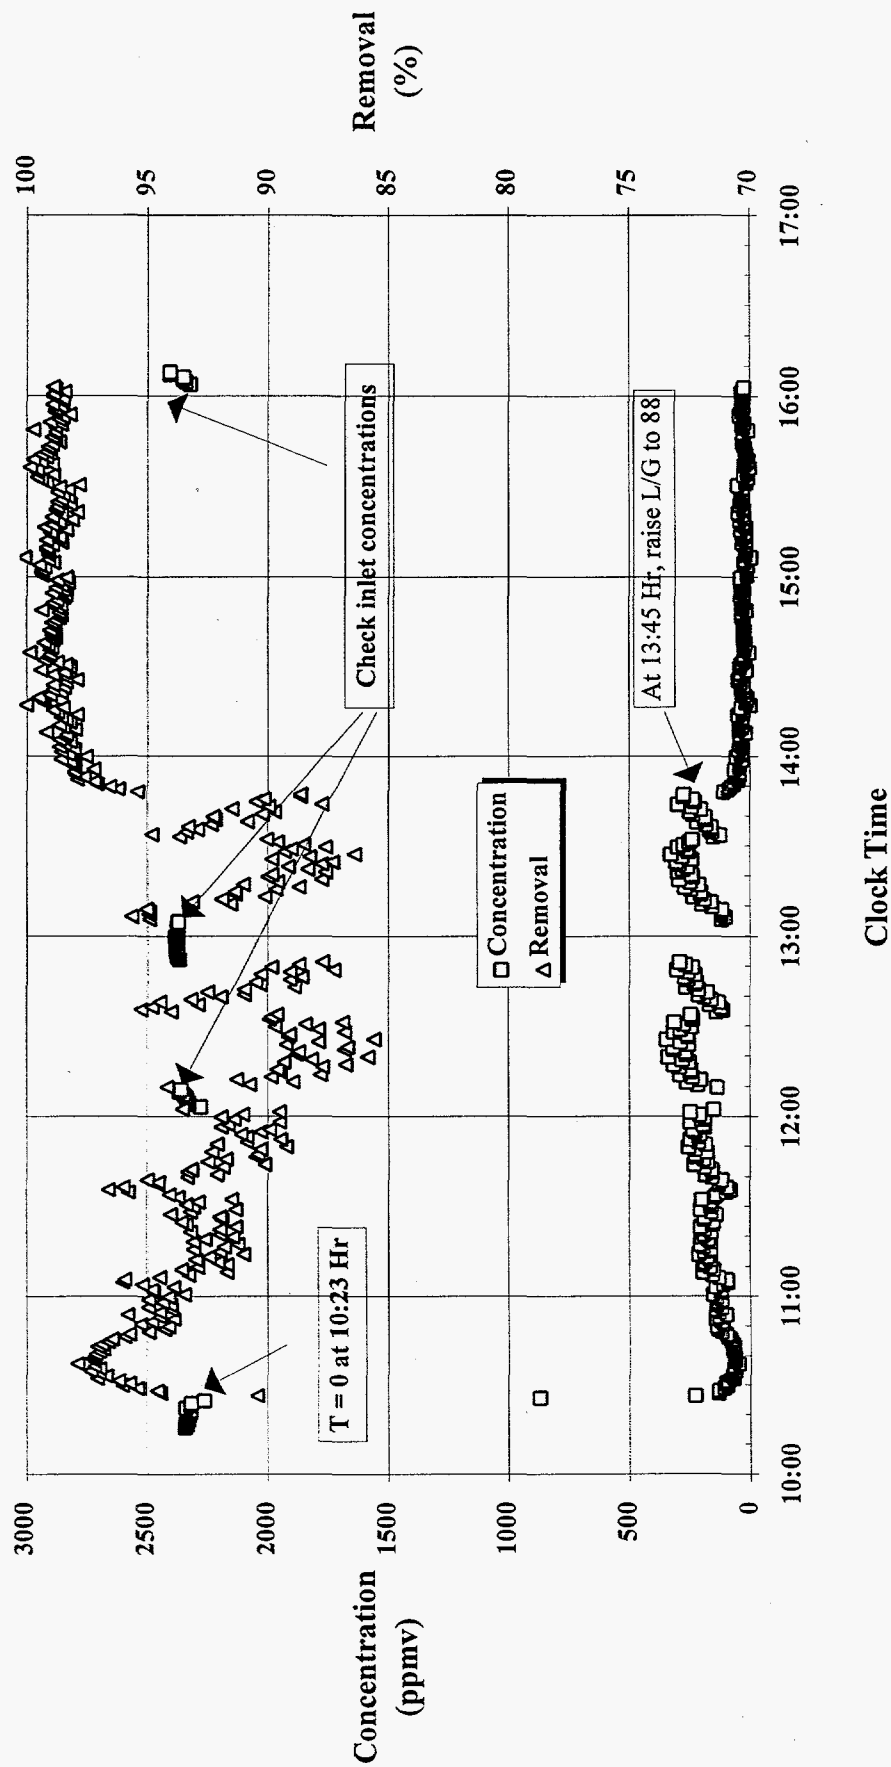 Concentration
(ppmv)
3000
2500
2000
1500
1000
500
0
T = 0 at 10:23 Hr
Check inlet concentrations
Concentration
Removal
At 13:45 Hr, raise L/G to 88
100
95
90
85
80
75
70
Removal
(%)
10:00
11:00
12:00
13:00
14:00
15:00
16:00
17:00
Clock Time